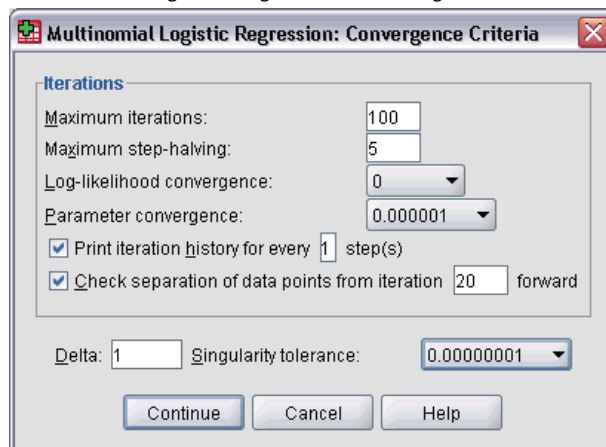 Multinomial Logistic Regression: Convergence Criteria
Iterations
Maximum iterations: 100
Maximum step-halving: 5
Log-likelihood convergence: 0
Parameter convergence: 0.000001
Print iteration history for every 1 step(s)
Check separation of data points from iteration 20 forward
Delta: 1 Singularity tolerance: 0.00000001
Continue Cancel Help